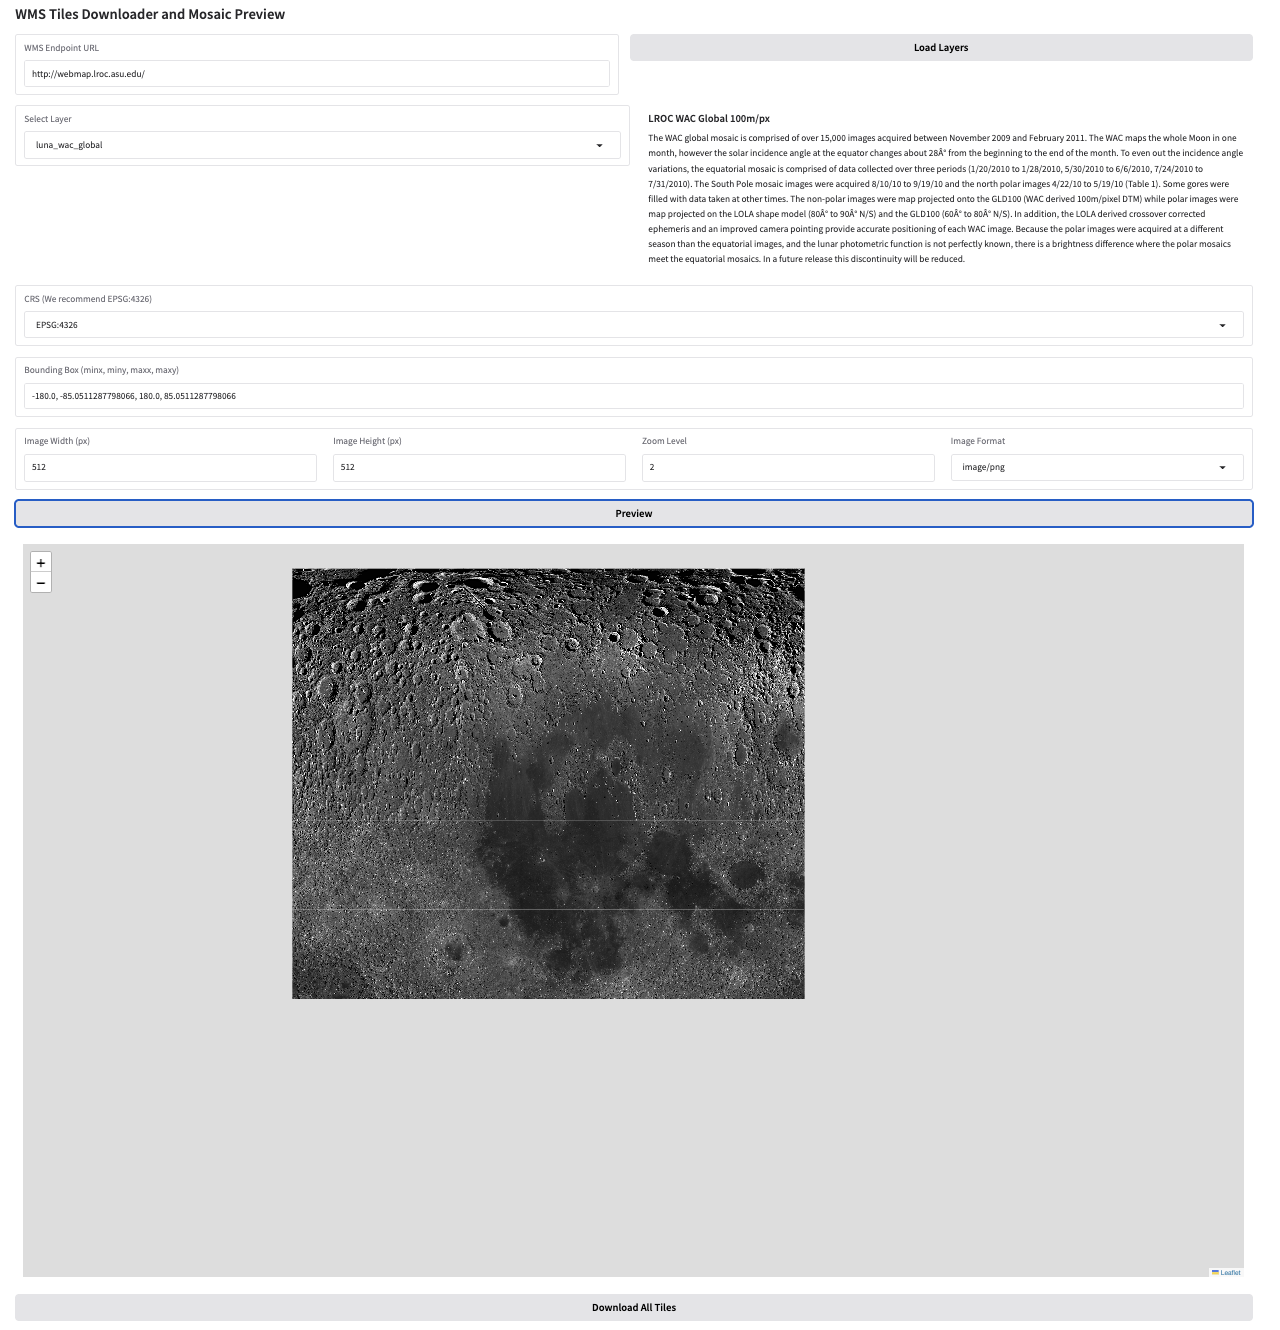 WMS Tiles Downloader and Mosaic Preview
WMS Endpoint URL
http://webmap.lroc.asu.edu/
Load Layers
Select Layer
luna_wac_global
LROC WAC Global 100m/px
The WAC global mosaic is comprised of over 15,000 images acquired between November 2009 and February 2011. The WAC maps the whole Moon in one
month, however the solar incidence angle at the equator changes about 28Â° from the beginning to the end of the month. To even out the incidence angle
variations, the equatorial mosaic is comprised of data collected over three periods (1/20/2010 to 1/28/2010, 5/30/2010 to 6/6/2010, 7/24/2010 to
7/31/2010). The South Pole mosaic images were acquired 8/10/10 to 9/19/10 and the north polar images 4/22/10 to 5/19/10 (Table 1). Some gores were
filled with data taken at other times. The non-polar images were map projected onto the GLD100 (WAC derived 100m/pixel DTM) while polar images were
map projected on the LOLA shape model (80Â° to 90Â° N/S) and the GLD100 (60Â° to 80Â° N/S). In addition, the LOLA derived crossover corrected
ephemeris and an improved camera pointing provide accurate positioning of each WAC image. Because the polar images were acquired at a different
season than the equatorial images, and the lunar photometric function is not perfectly known, there is a brightness difference where the polar mosaics
meet the equatorial mosaics. In a future release this discontinuity will be reduced.
CRS (We recommend EPSG:4326)
EPSG:4326
Bounding Box (minx, miny, maxx, maxy)
-180.0, -85.0511287798066, 180.0, 85.0511287798066
Image Width (px)
512
Image Height (px)
512
Zoom Level
2
Image Format
image/png
Preview
+
−
Leaflet
Download All Tiles